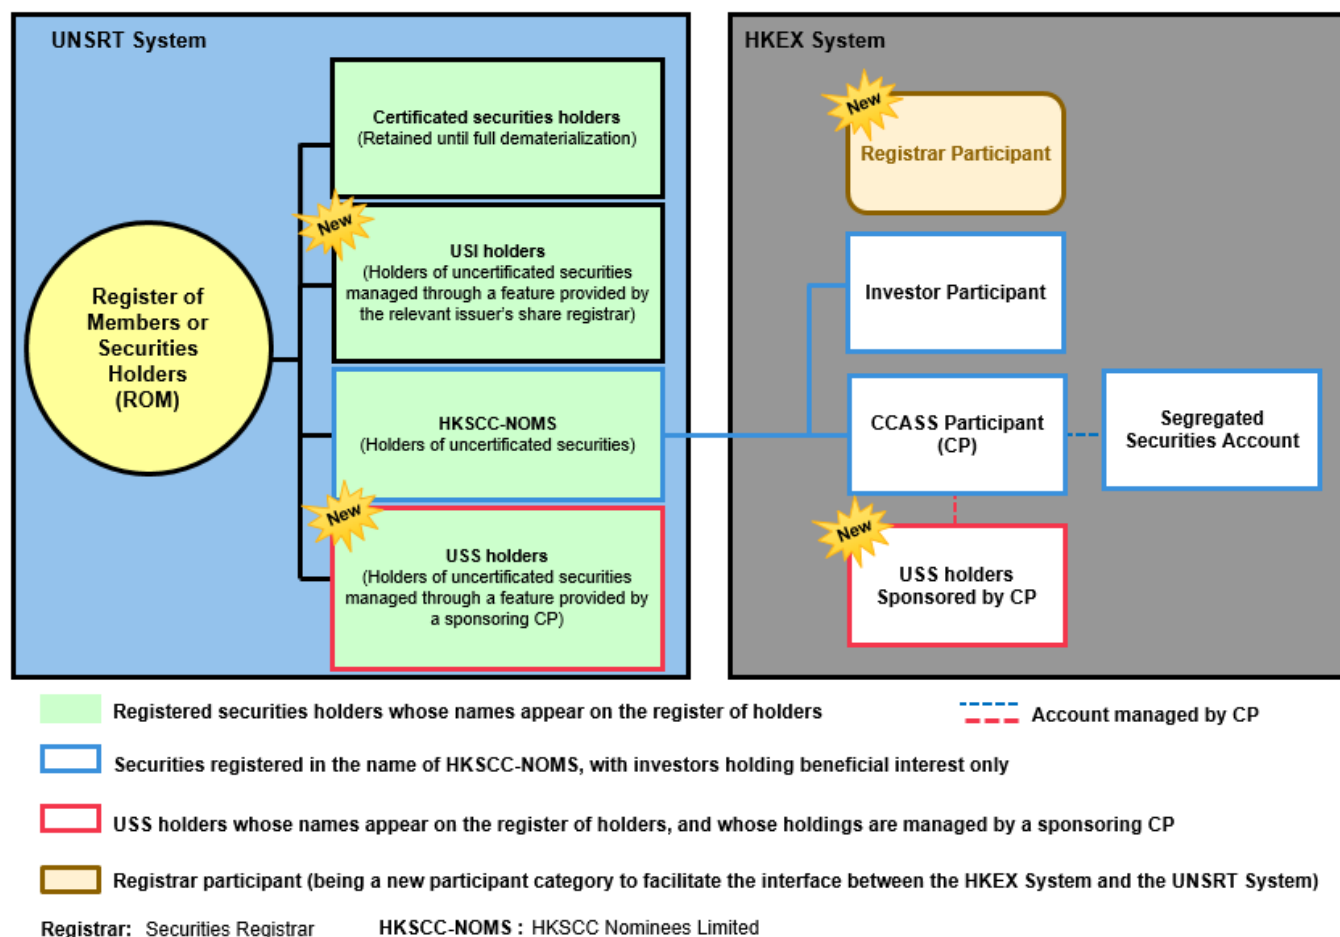 UNSRT System
Certificated securities holders
(Retained until full dematerialization)
New
USI holders
(Holders of uncertificated securities
managed through a feature provided by
the relevant issuer's share registrar)
Register of
Members or
Securities
Holders
(ROM)
HKSCC-NOMS
(Holders of uncertificated securities)
New
USS holders
(Holders of uncertificated securities
managed through a feature provided by
a sponsoring CP)
HKEX System
New
Registrar Participant
Investor Participant
CCASS Participant
(CP)
Segregated
Securities Account
New
USS holders
Sponsored by CP
Registered securities holders whose names appear on the register of holders
Account managed by CP
Securities registered in the name of HKSCC-NOMS, with investors holding beneficial interest only
USS holders whose names appear on the register of holders, and whose holdings are managed by a sponsoring CP
Registrar participant (being a new participant category to facilitate the interface between the HKEX System and the UNSRT System)
Registrar: Securities Registrar
HKSCC-NOMS : HKSCC Nominees Limited